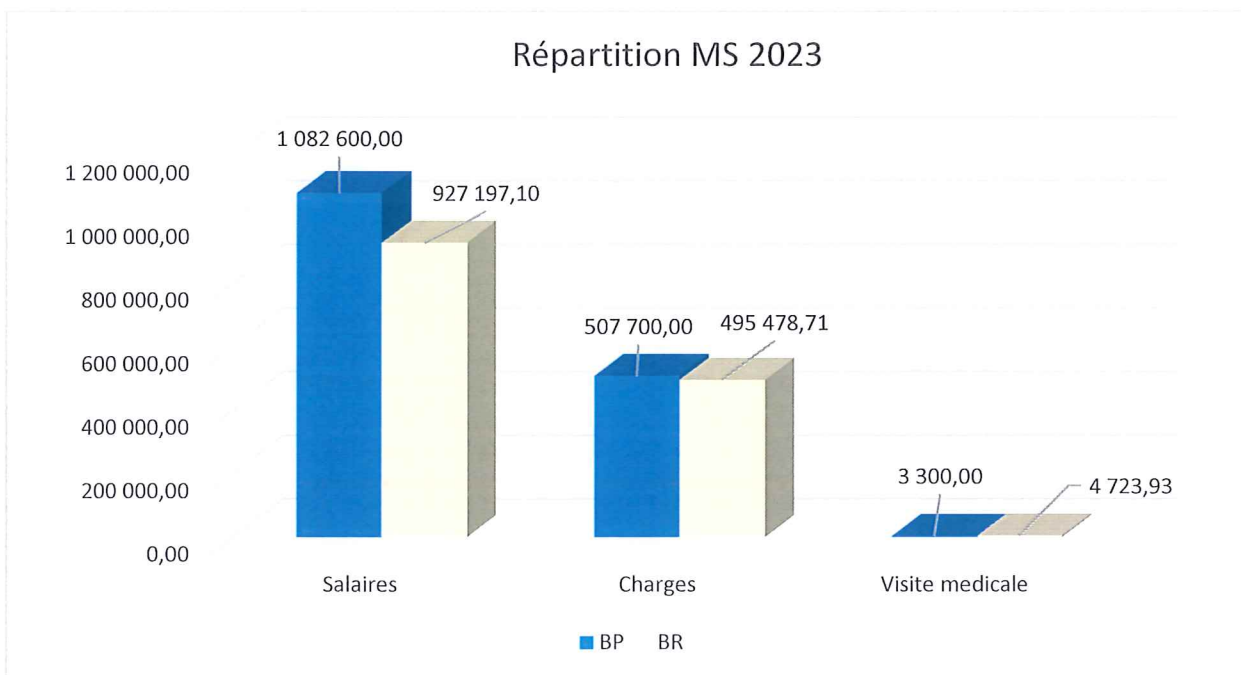 Répartition MS 2023
1 082 600,00
927 197,10
507 700,00
495 478,71
3 300,00
4 723,93
1 200 000,00
1 000 000,00
800 000,00
600 000,00
400 000,00
200 000,00
0,00
Salaires
Charges
Visite medicale
BP BR